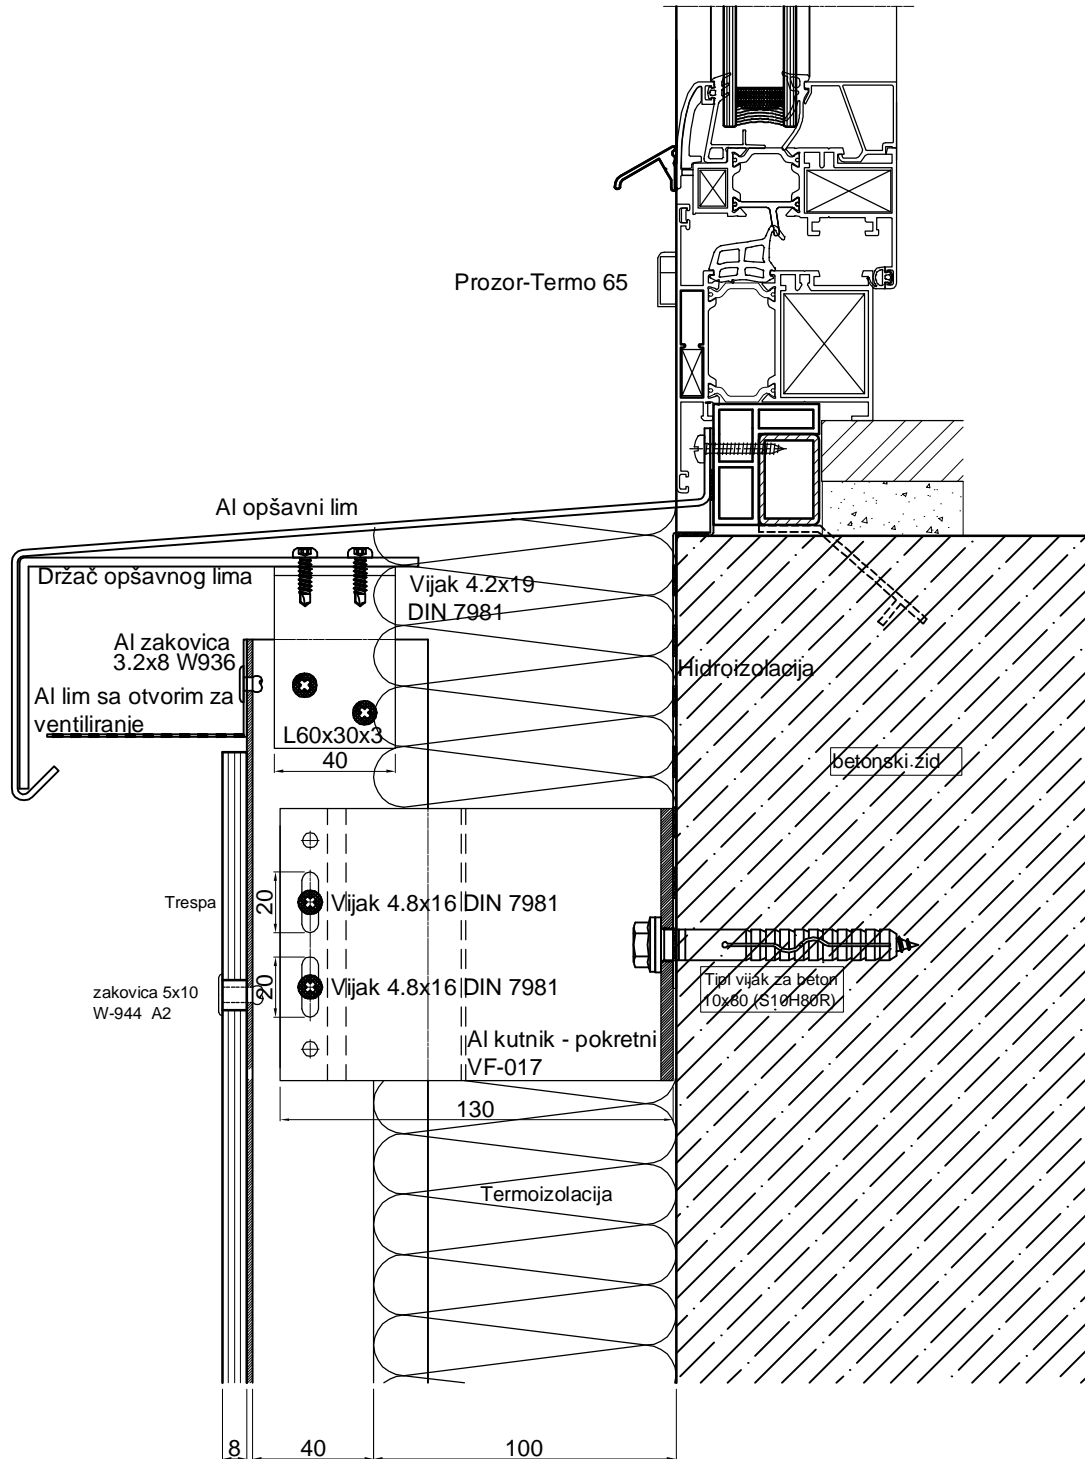 Prozor-Termo 65
Al opšavni lim
Držač opšavnog lima
Vijak 4.2x19
DIN 7981
Al zakovica
3.2x8 W936
Al lim sa otvorim za
ventiliranje
L60x30x3
40
Hidroizolacija
betonski zid
Trespa
20
Vijak 4.8x16 DIN 7981
zakovica 5x10
W-944 A2
20
Vijak 4.8x16 DIN 7981
Tipl vijak za beton
10x80 (S10H80R)
Al kutnik - pokretni
VF-017
130
Termoizolacija
8
40
100